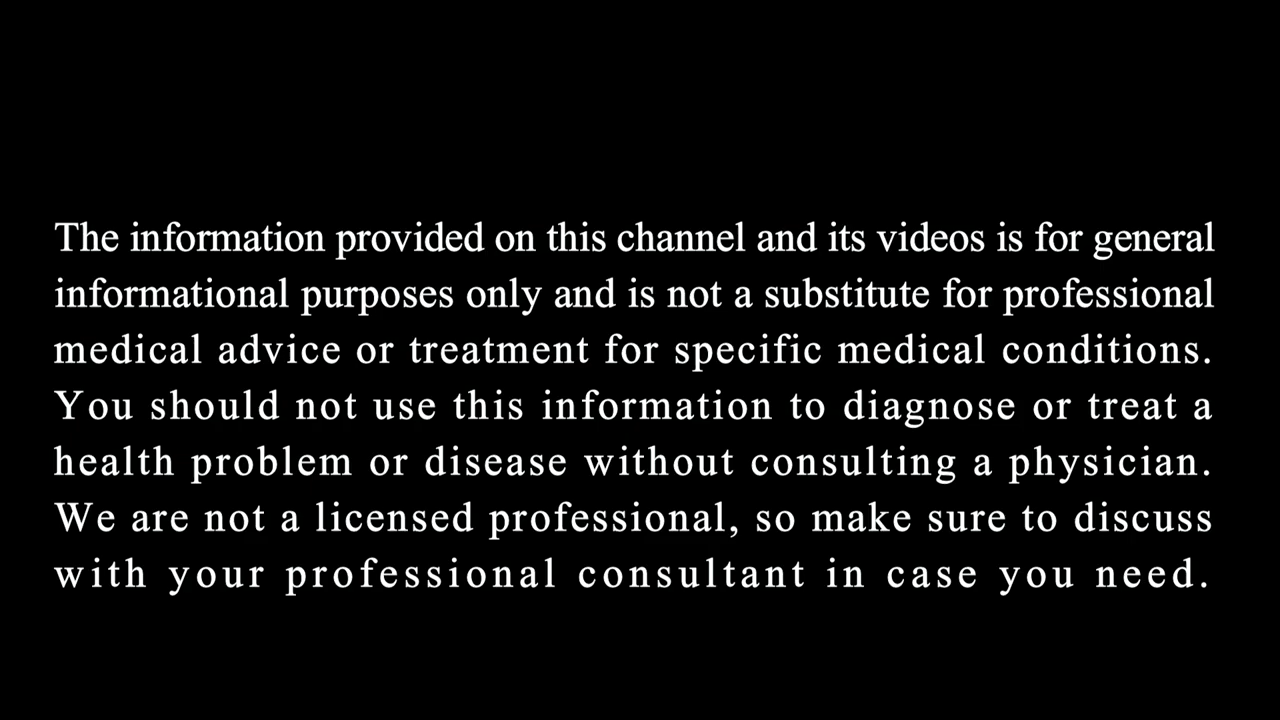 The information provided on this channel and its videos is for general
informational purposes only and is not a substitute for professional
medical advice or treatment for specific medical conditions.
You should not use this information to diagnose or treat a
health problem or disease without consulting a physician.
We are not a licensed professional, so make sure to discuss
with your professional consultant in case you need.